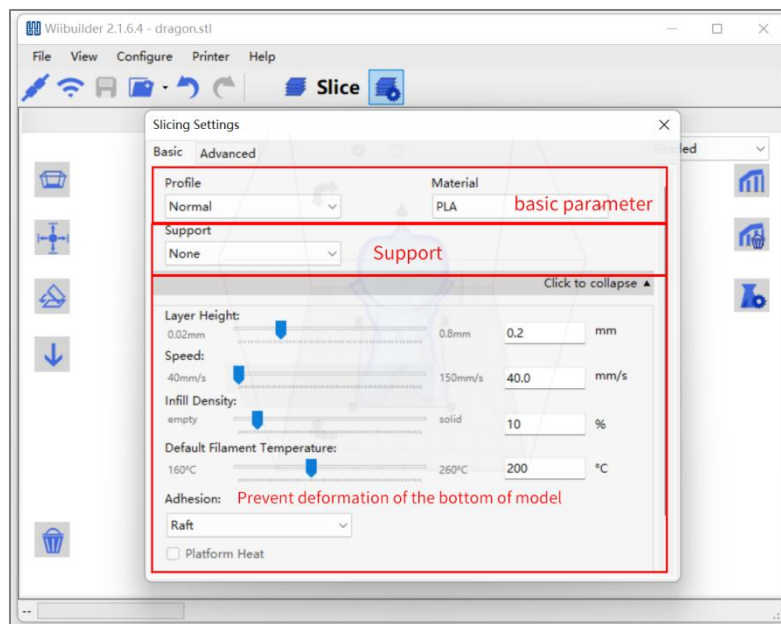 Wiibuilder 2.1.6.4 - dragon.stl
File View Configure Printer Help
Slice
Slicing Settings
Basic Advanced
Profile Material
Normal PLA basic parameter
Support
None Support
Click to collapse ▲
Layer Height:
0.02mm 0.8mm 0.2 mm
Speed:
40mm/s 150mm/s 40.0 mm/s
Infill Density:
empty solid 10 %
Default Filament Temperature:
160°C 260°C 200 °C
Adhesion: Prevent deformation of the bottom of model
Raft
Platform Heat
--